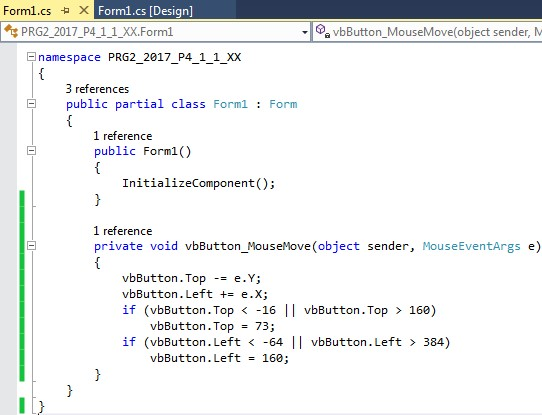 Form1.cs Form1.cs [Design]
PRG2_2017_P4_1_1_XX.Form1 vbButton_MouseMove(object sender, M
namespace PRG2_2017_P4_1_1_XX
{
3 references
public partial class Form1 : Form
{
1 reference
public Form1()
{
InitializeComponent();
}
1 reference
private void vbButton_MouseMove(object sender, MouseEventArgs e)
{
vbButton.Top -= e.Y;
vbButton.Left += e.X;
if (vbButton.Top < -16 || vbButton.Top > 160)
vbButton.Top = 73;
if (vbButton.Left < -64 || vbButton.Left > 384)
vbButton.Left = 160;
}
}
}